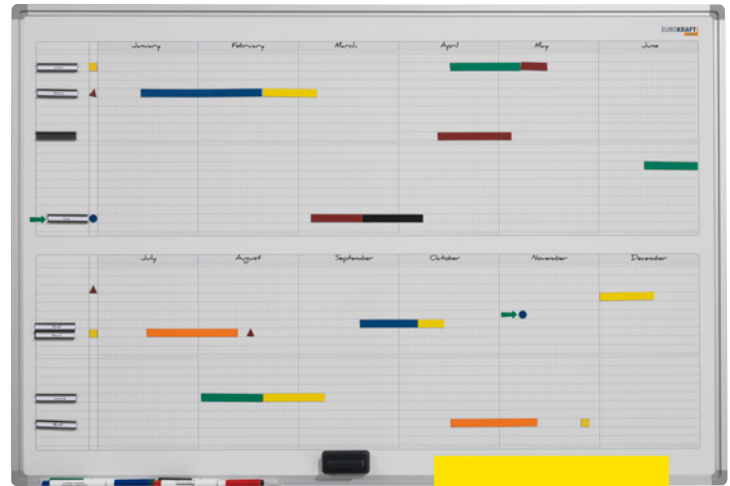 EUROKRAFT
January February March April May June
July August September October November December